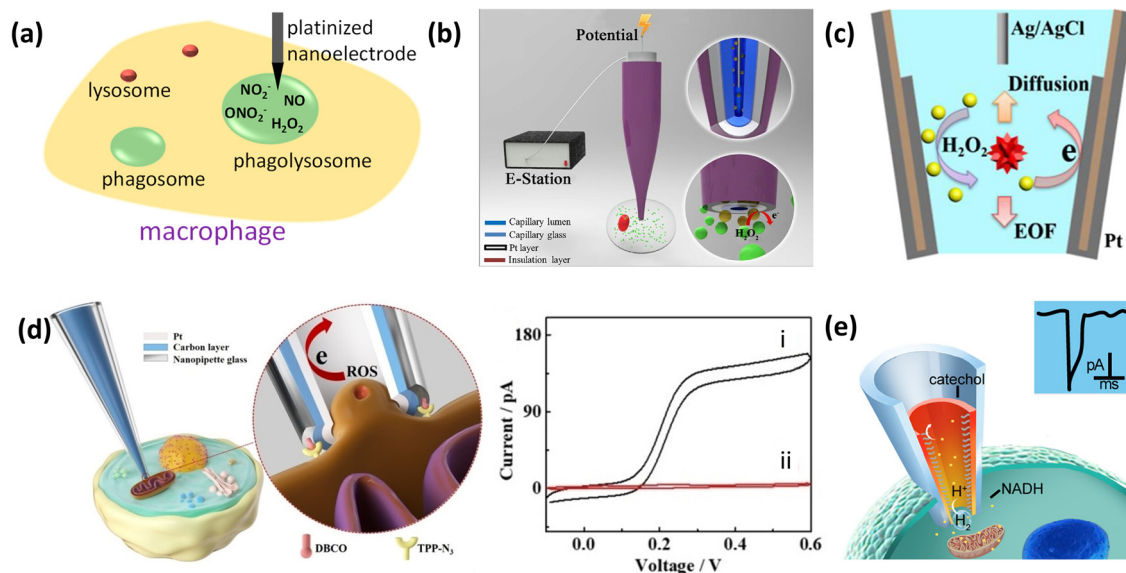 (a)
platinized
nanoelectrode
lysosome
NO₂⁻
NO
ONO₂⁻
H₂O₂
phagolysosome
phagosome
macrophage
(b)
Potential
E-Station
Capillary lumen
Capillary glass
Pt layer
Insulation layer
H₂O₂
e⁻
(c)
Ag/AgCl
Diffusion
H₂O₂
e
EOF
Pt
(d)
Pt
Carbon layer
Nanopipette glass
e
ROS
DBCO
TPP-N₃
Current / pA
180
90
0
i
ii
0.0 0.2 0.4 0.6
Voltage / V
(e)
catechol
pA
ms
H⁺
NADH
H₂